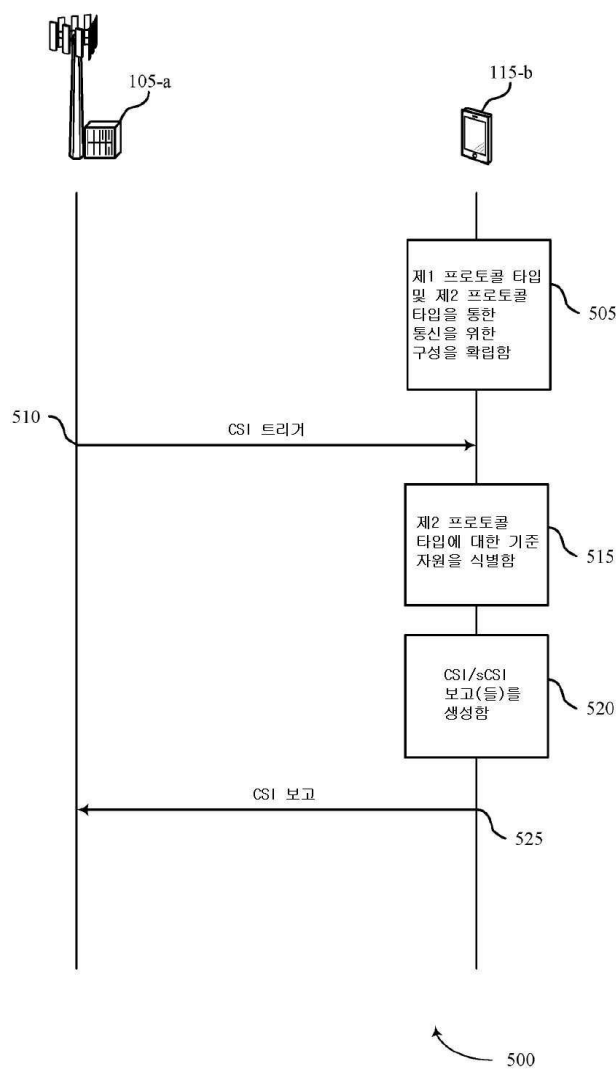 105-a
115-b
제1 프로토콜 타입
및 제2 프로토콜
타입을 통한
통신을 위한
구성을 확립함
505
510
CSI 트리거
제2 프로토콜
타입에 대한 기준
자원을 식별함
515
CSI/sCSI
보고(들)를
생성함
520
CSI 보고
525
500